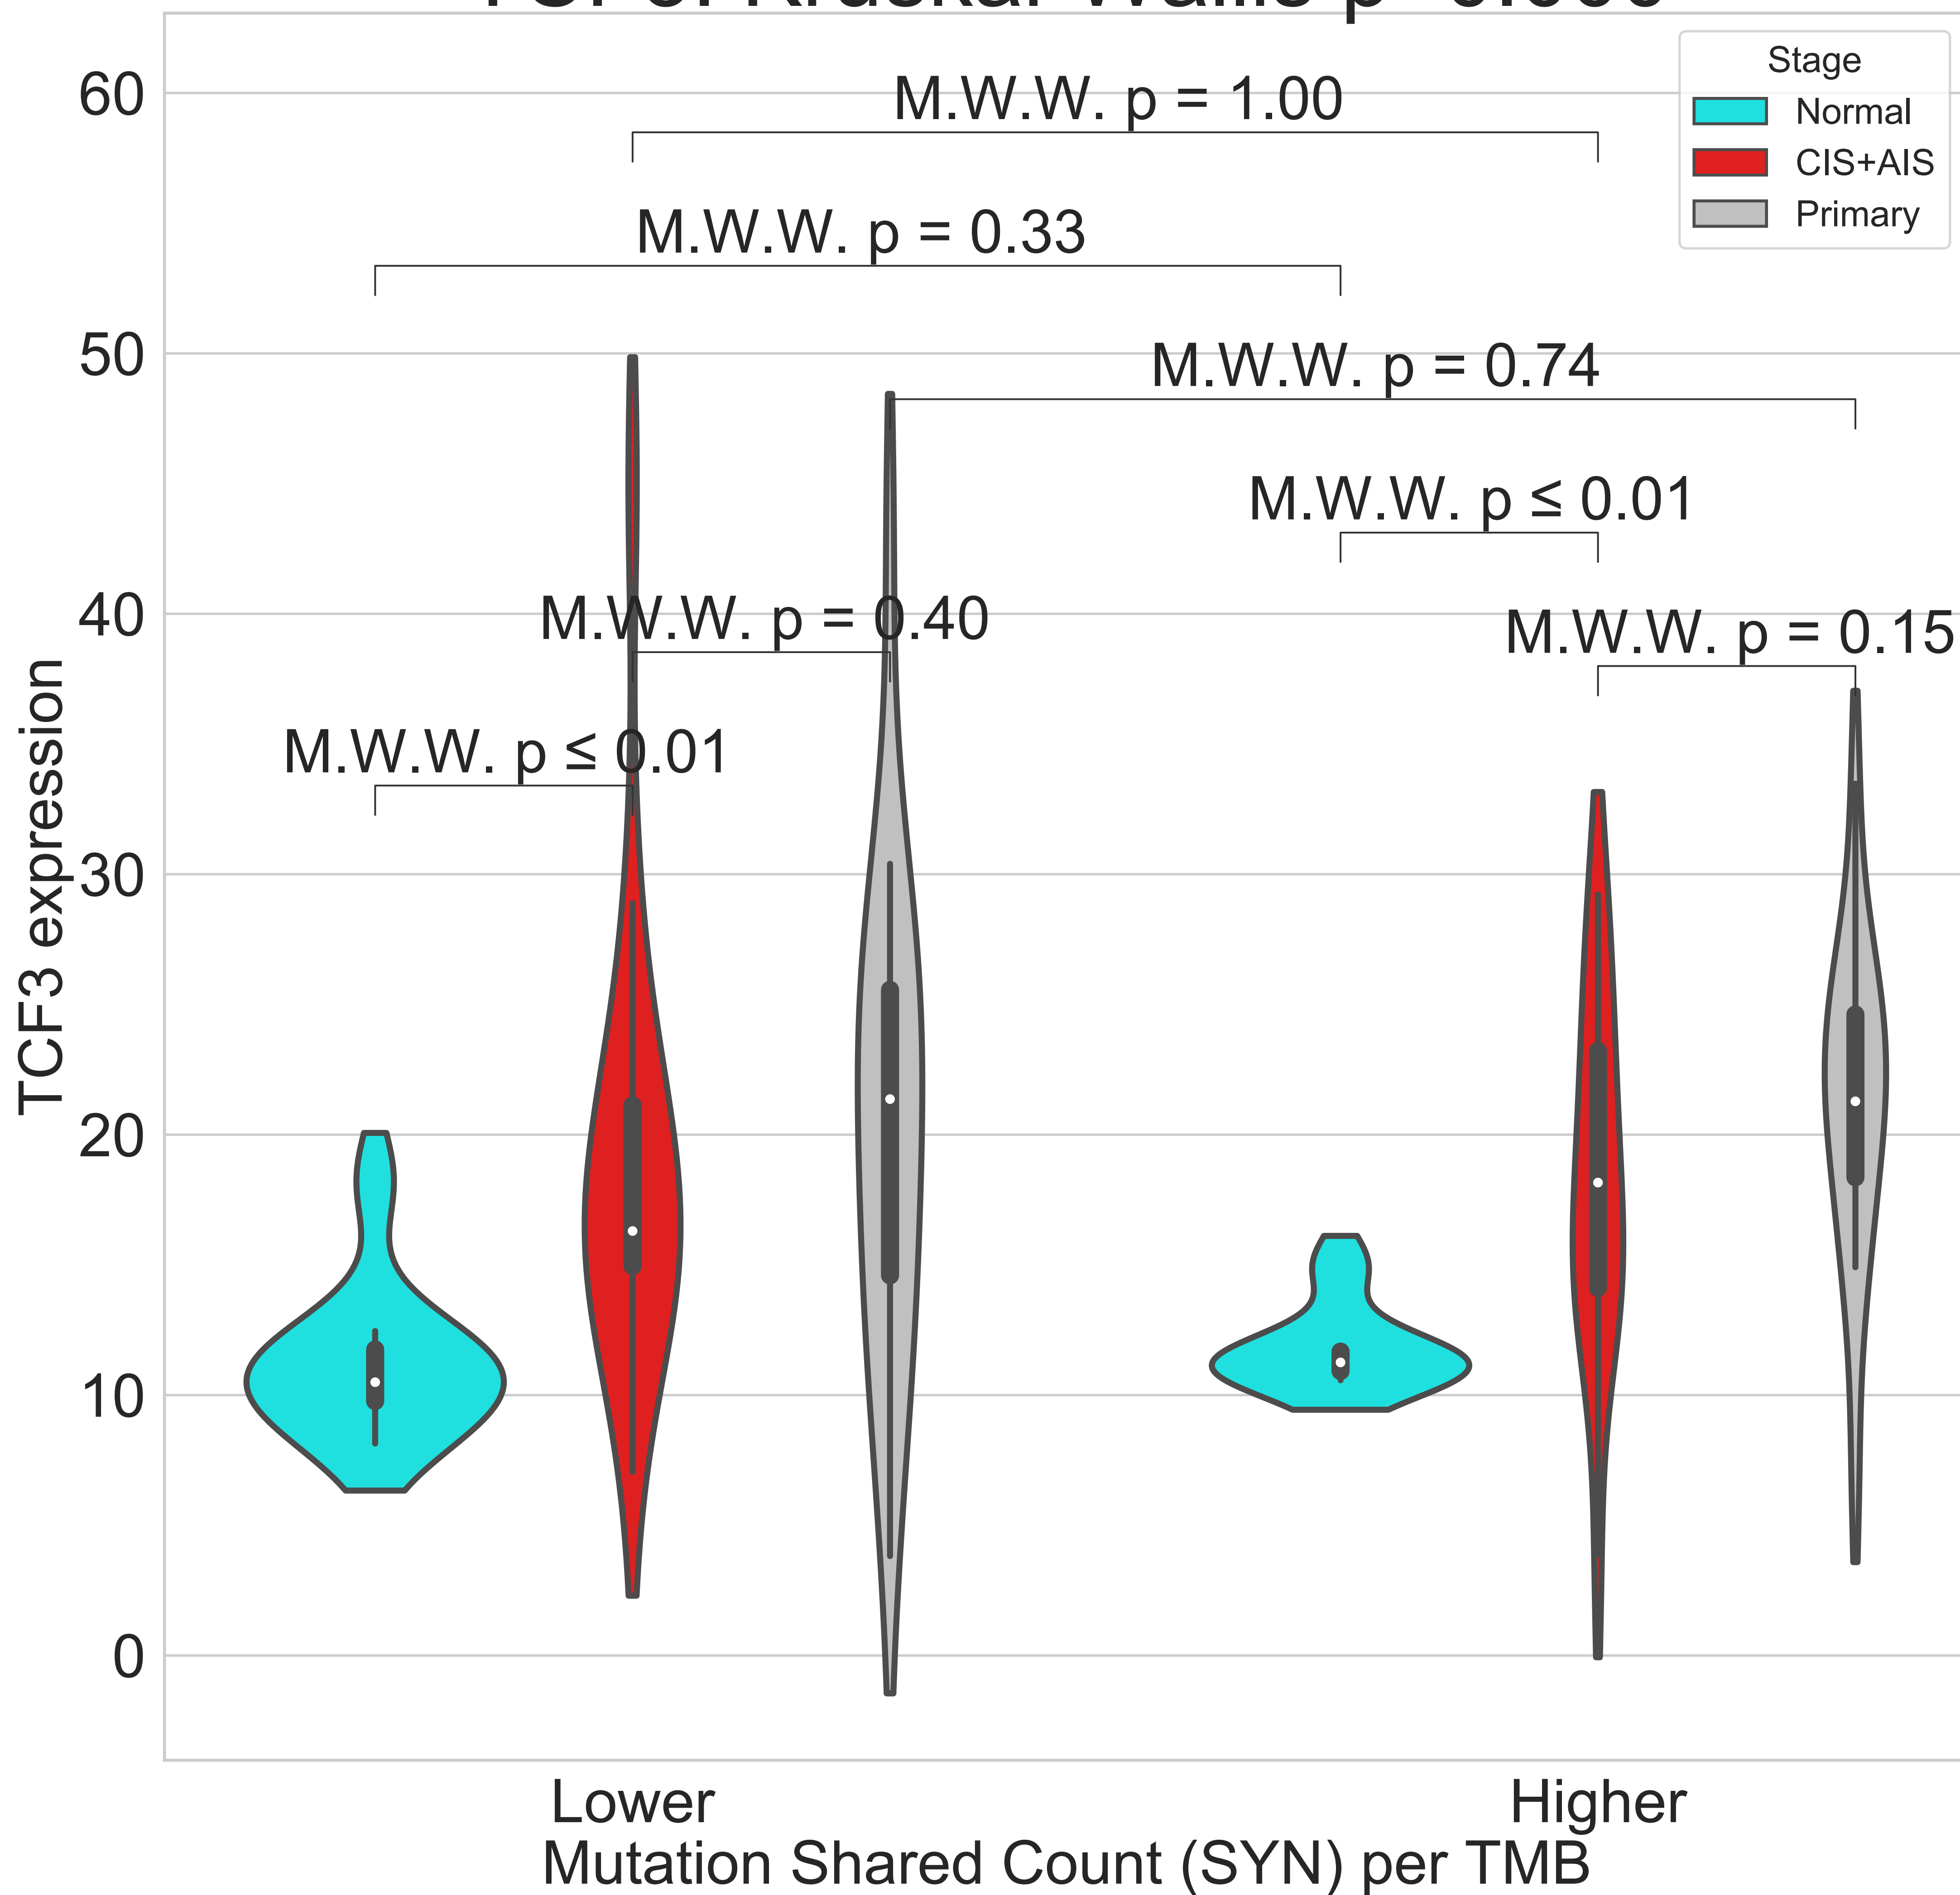 60
50
40
30
20
10
0
TCF3 expression
M.W.W. p = 1.00
M.W.W. p = 0.33
M.W.W. p = 0.74
M.W.W. p ≤ 0.01
M.W.W. p = 0.40
M.W.W. p = 0.15
M.W.W. p ≤ 0.01
Stage
Normal
CIS+AIS
Primary
Lower
Higher
Mutation Shared Count (SYN) per TMB